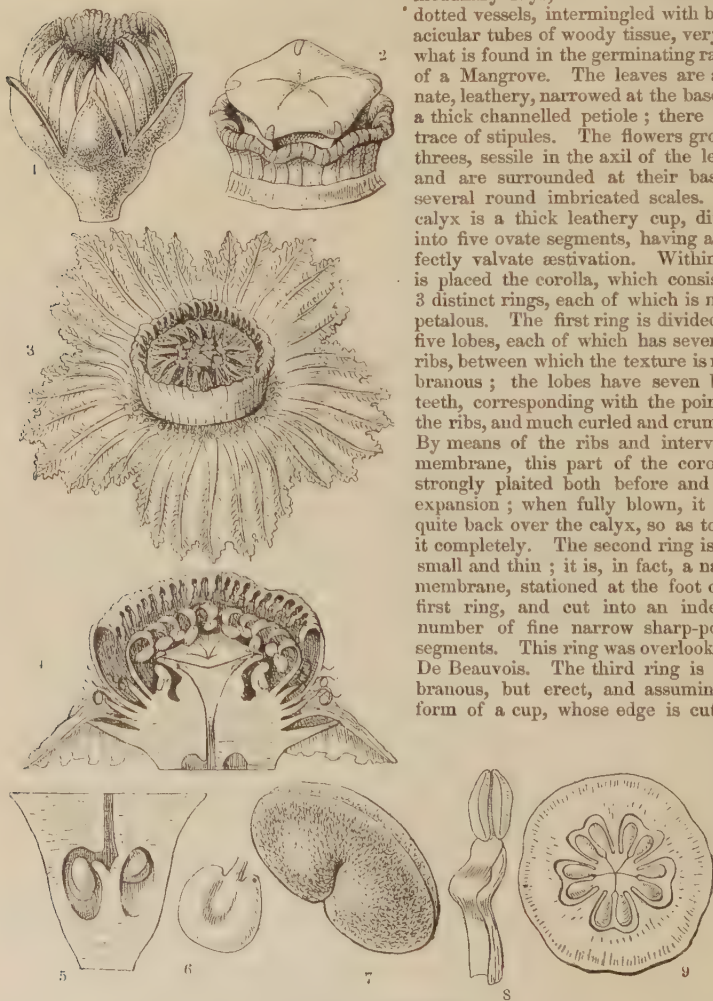 dotted vessels, intermingled with b
acicular tubes of woody tissue, very
what is found in the germinating ra
of a Mangrove. The leaves are a
nate, leathery, narrowed at the base
a thick channelled petiole ; there
trace of stipules. The flowers gro
threes, sessile in the axil of the le
and are surrounded at their bas
several round imbricated scales.
calyx is a thick leathery cup, di
into five ovate segments, having a
fectly valvate æstivation. Within
is placed the corolla, which consis
3 distinct rings, each of which is m
petalous. The first ring is divided
five lobes, each of which has seven
ribs, between which the texture is m
branous ; the lobes have seven l
teeth, corresponding with the poin
the ribs, and much curled and crum
By means of the ribs and interv
membrane, this part of the coro
strongly plaited both before and
expansion ; when fully blown, it
quite back over the calyx, so as to
it completely. The second ring is
small and thin ; it is, in fact, a na
membrane, stationed at the foot o
first ring, and cut into an inde
number of fine narrow sharp-po
segments. This ring was overlook
De Beauvois. The third ring is
branous, but erect, and assumin
form of a cup, whose edge is cut
1
2
3
4
5
6
7
8
9